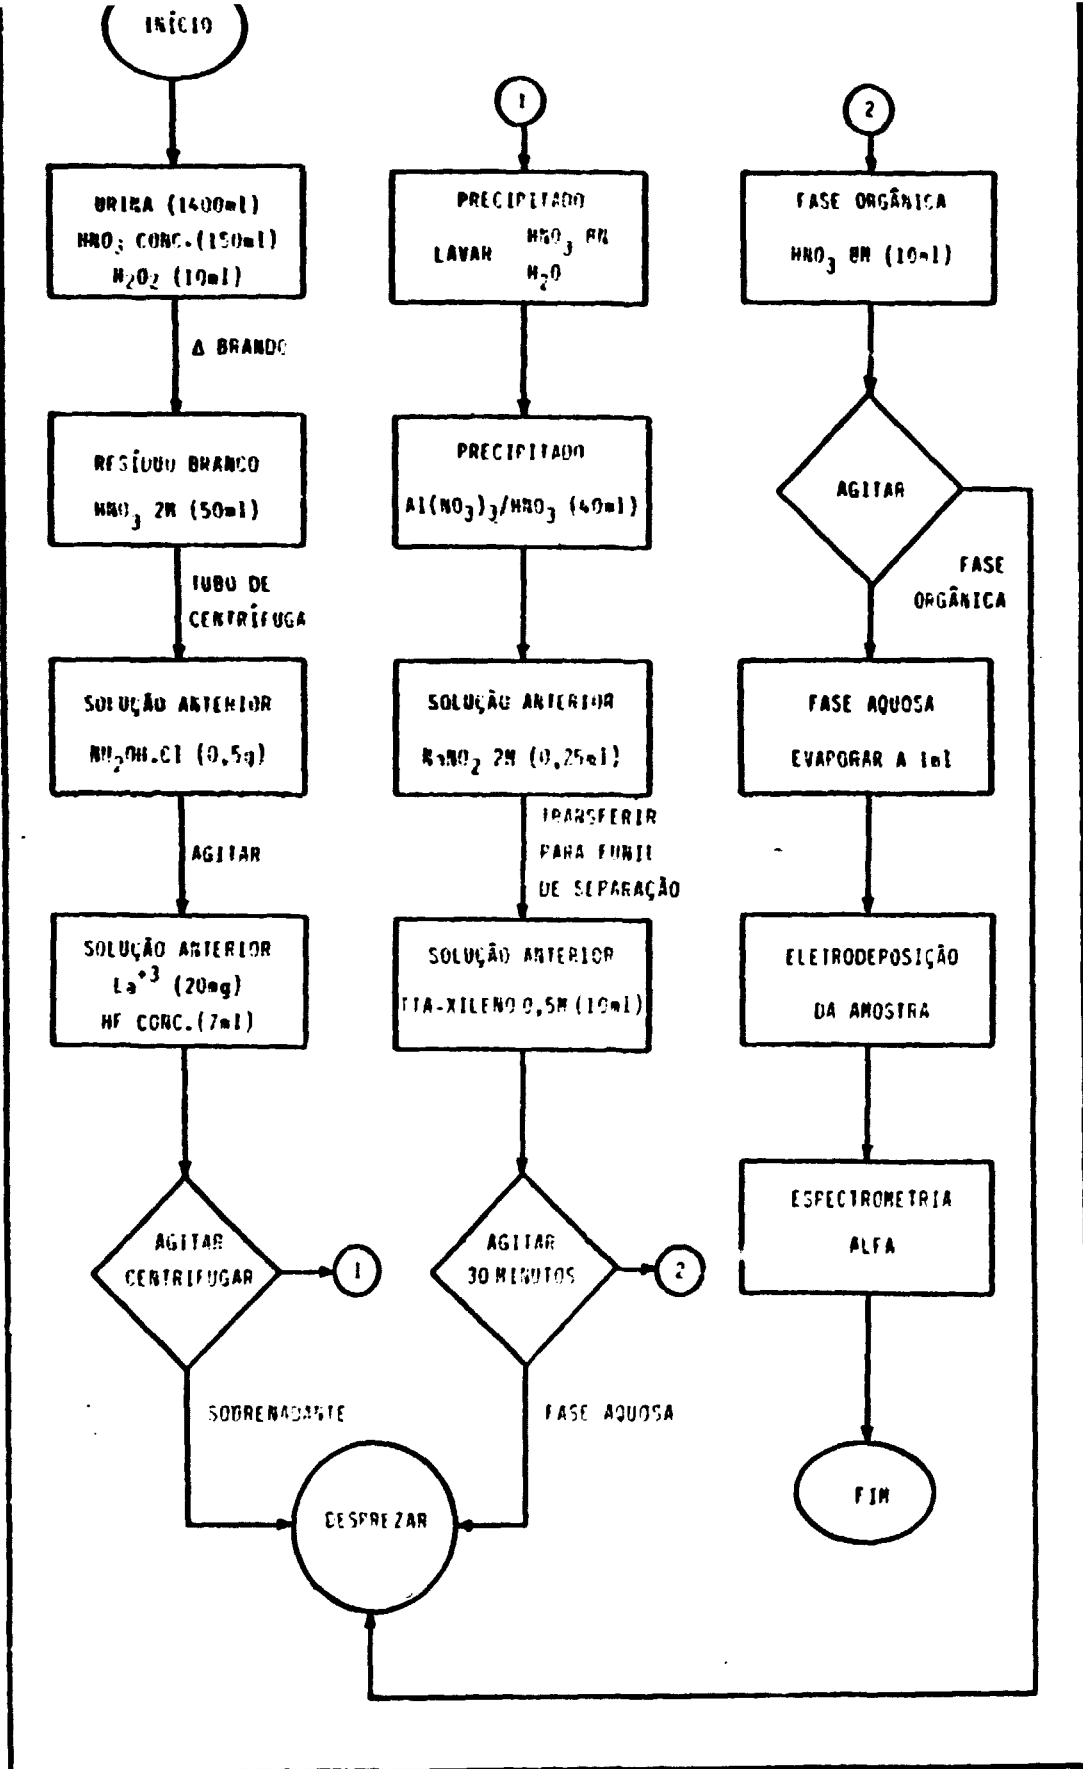 INÍCIO
URINA (1400ml)
HNO3 CONC.(150ml)
H2O2 (10ml)
Δ BRANDO
RESÍDUO BRANCO
HNO3 2M (50ml)
TUBO DE
CENTRÍFUGA
SOLUÇÃO ANTERIOR
NH2OH.Cl (0,5g)
AGITAR
SOLUÇÃO ANTERIOR
La+3 (20mg)
HF CONC.(7ml)
AGITAR
CENTRIFUGAR
1
SOBRENADANTE
DESPREZAR
1
PRECIPITADO
LAVAR
HNO3 8M
H2O
PRECIPITADO
Al(NO3)3/HNO3 (40ml)
SOLUÇÃO ANTERIOR
NaNO2 2M (0,25ml)
TRANSFERIR
PARA FUNIL
DE SEPARAÇÃO
SOLUÇÃO ANTERIOR
TTA-XILENO 0,5M (10ml)
AGITAR
30 MINUTOS
2
FASE AQUOSA
2
FASE ORGÂNICA
HNO3 8M (10ml)
AGITAR
FASE
ORGÂNICA
FASE AQUOSA
EVAPORAR A 1ml
ELETRODEPOSIÇÃO
DA AMOSTRA
ESPECTROMETRIA
ALFA
FIM